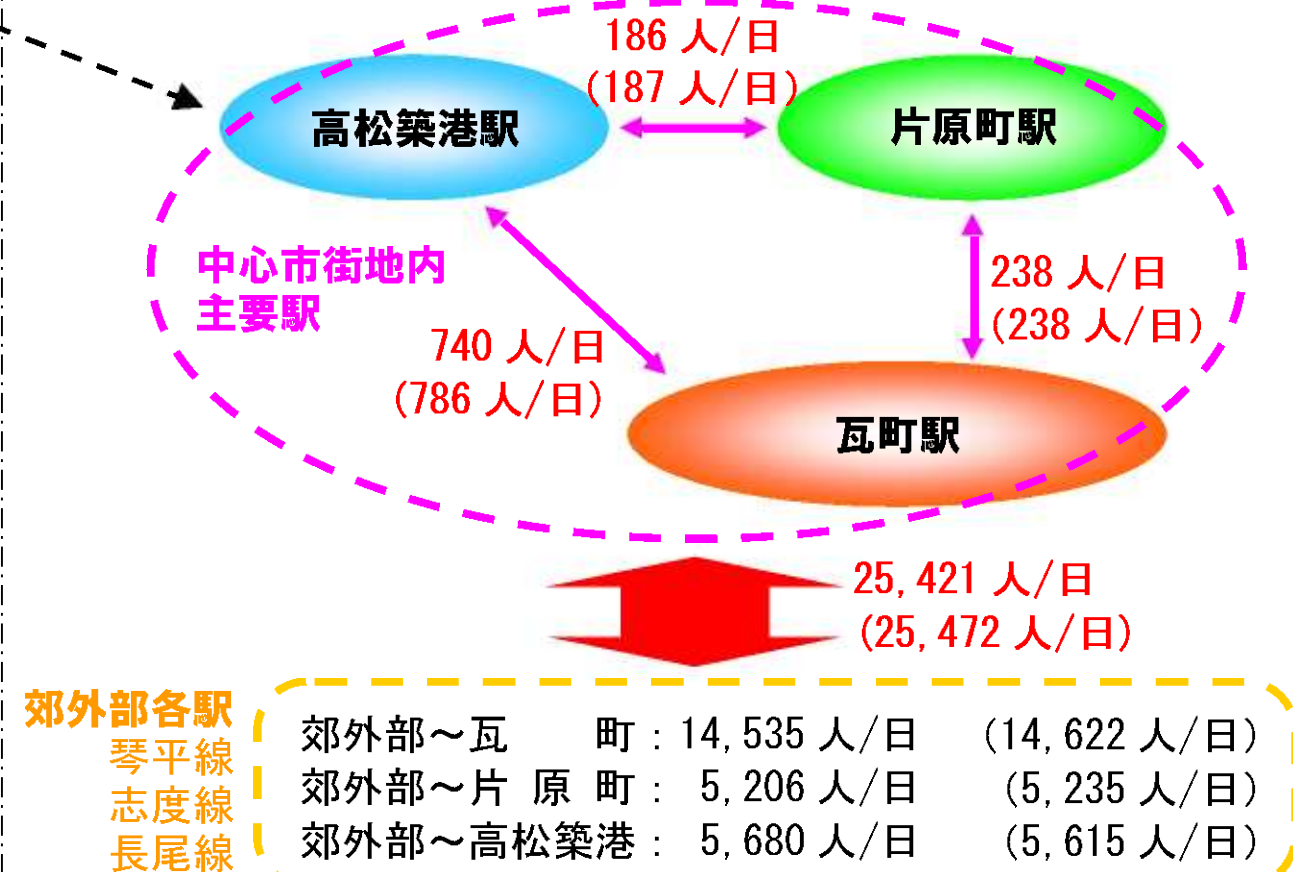 186 人/日
(187 人/日)
高松築港駅
片原町駅
中心市街地内
主要駅
238 人/日
(238 人/日)
740 人/日
(786 人/日)
瓦町駅
25,421 人/日
(25,472 人/日)
郊外部各駅
琴平線
志度線
長尾線
郊外部～瓦　　町：14,535 人/日　(14,622 人/日)
郊外部～片 原 町： 5,206 人/日　(5,235 人/日)
郊外部～高松築港： 5,680 人/日　(5,615 人/日)